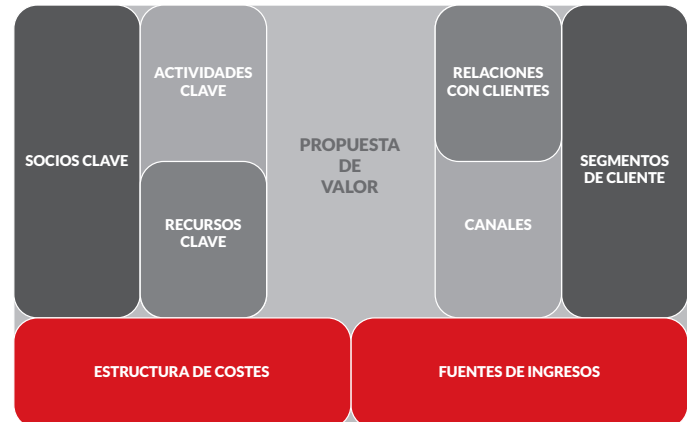 SOCIOS CLAVE
ACTIVIDADES
CLAVE
RECURSOS
CLAVE
PROPUESTA
DE
VALOR
RELACIONES
CON CLIENTES
CANALES
SEGMENTOS
DE CLIENTE
ESTRUCTURA DE COSTES
FUENTES DE INGRESOS